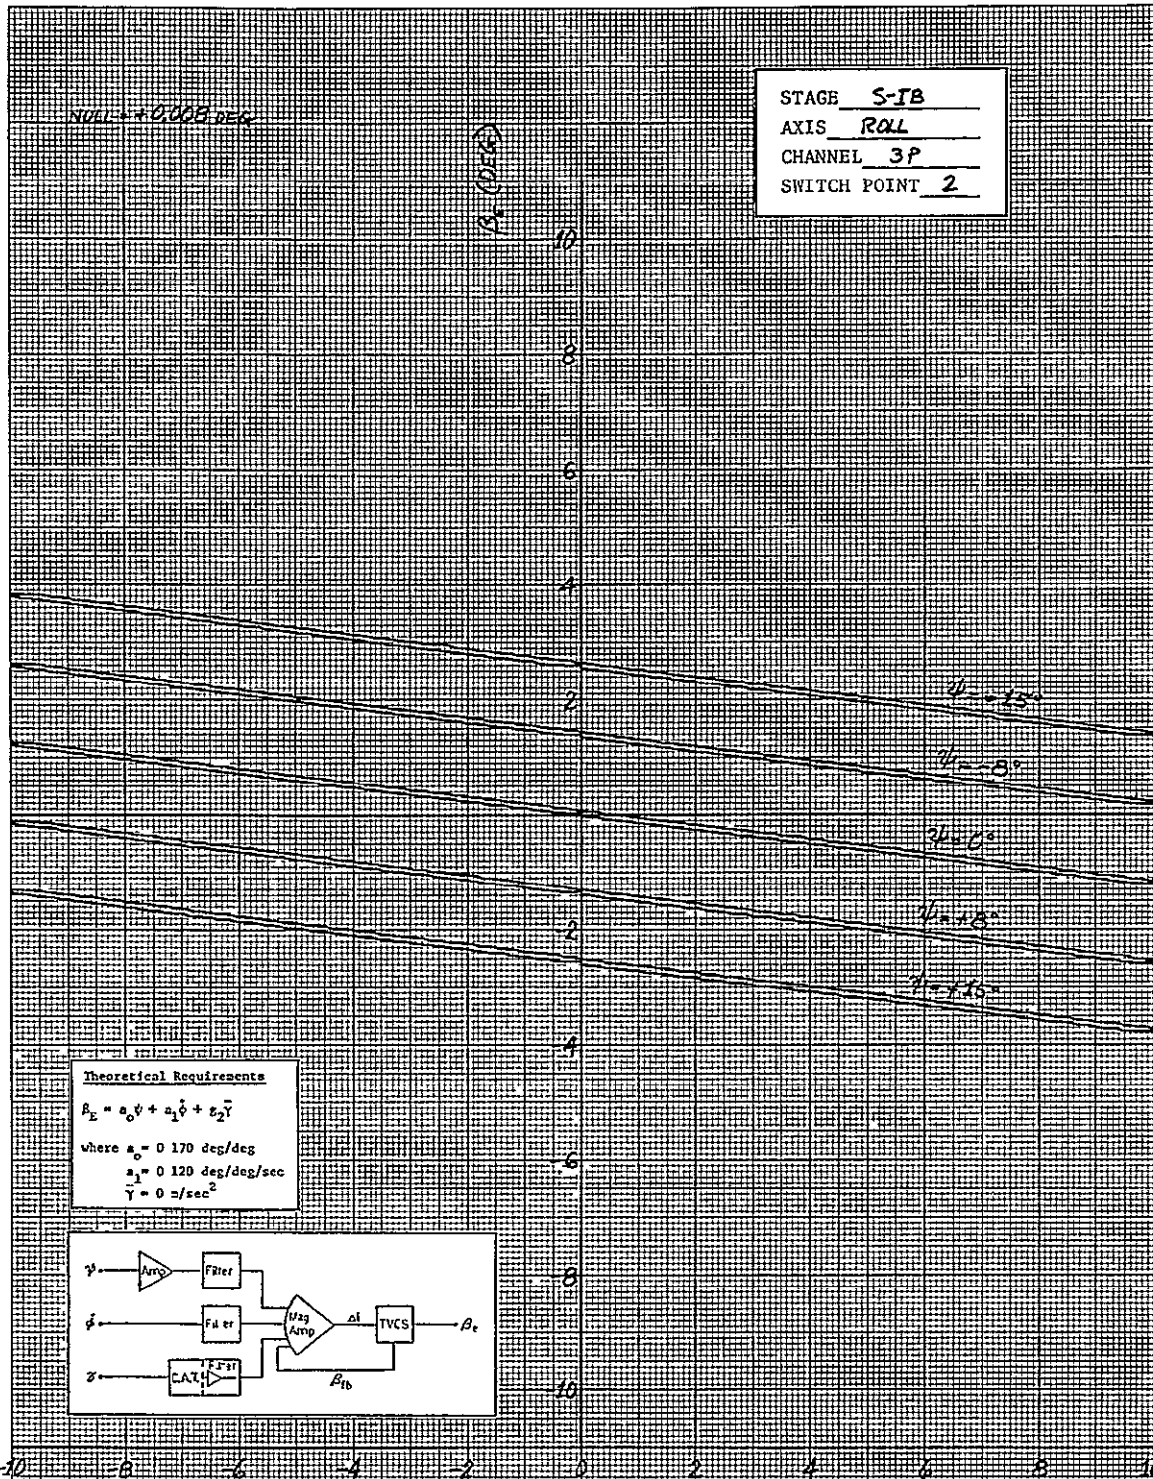 NULL = +0.008 DEG
STAGE S-IB
AXIS ROLL
CHANNEL 3P
SWITCH POINT 2
βE (DEG)
10
8
6
4
2
-2
-4
-6
-8
-10
ψ = -15°
ψ = -8°
ψ = 0°
ψ = +8°
ψ = +15°
Theoretical Requirements
βE = a₀ψ + a₁φ̇ + g₂γ̄
where a₀ = 0 170 deg/deg
a₁ = 0 120 deg/deg/sec
γ̄ = 0 m/sec²
ψ Amp Filter
φ̇ Filter Mag Amp Δi TVCS βe
C.A.X. Filter
βfb
-10 -8 -6 -4 -2 0 2 4 6 8 10